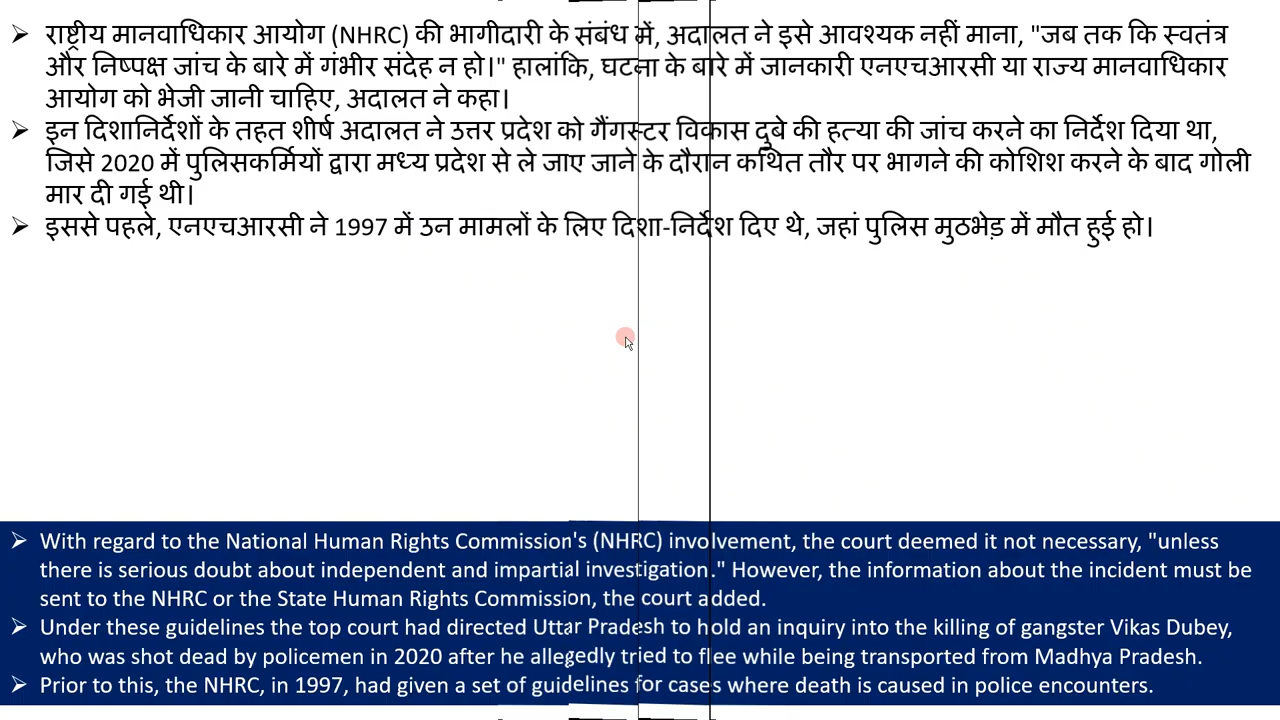 ➢ राष्ट्रीय मानवाधिकार आयोग (NHRC) की भागीदारी के संबंध में, अदालत ने इसे आवश्यक नहीं माना, "जब तक कि स्वतंत्र
और निष्पक्ष जांच के बारे में गंभीर संदेह न हो।" हालांकि, घटना के बारे में जानकारी एनएचआरसी या राज्य मानवाधिकार
आयोग को भेजी जानी चाहिए, अदालत ने कहा।
➢ इन दिशानिर्देशों के तहत शीर्ष अदालत ने उत्तर प्रदेश को गैंगस्टर विकास दुबे की हत्या की जांच करने का निर्देश दिया था,
जिसे 2020 में पुलिसकर्मियों द्वारा मध्य प्रदेश से ले जाए जाने के दौरान कथित तौर पर भागने की कोशिश करने के बाद गोली
मार दी गई थी।
➢ इससे पहले, एनएचआरसी ने 1997 में उन मामलों के लिए दिशा-निर्देश दिए थे, जहां पुलिस मुठभेड़ में मौत हुई हो।
➢ With regard to the National Human Rights Commission's (NHRC) involvement, the court deemed it not necessary, "unless
there is serious doubt about independent and impartial investigation." However, the information about the incident must be
sent to the NHRC or the State Human Rights Commission, the court added.
➢ Under these guidelines the top court had directed Uttar Pradesh to hold an inquiry into the killing of gangster Vikas Dubey,
who was shot dead by policemen in 2020 after he allegedly tried to flee while being transported from Madhya Pradesh.
➢ Prior to this, the NHRC, in 1997, had given a set of guidelines for cases where death is caused in police encounters.